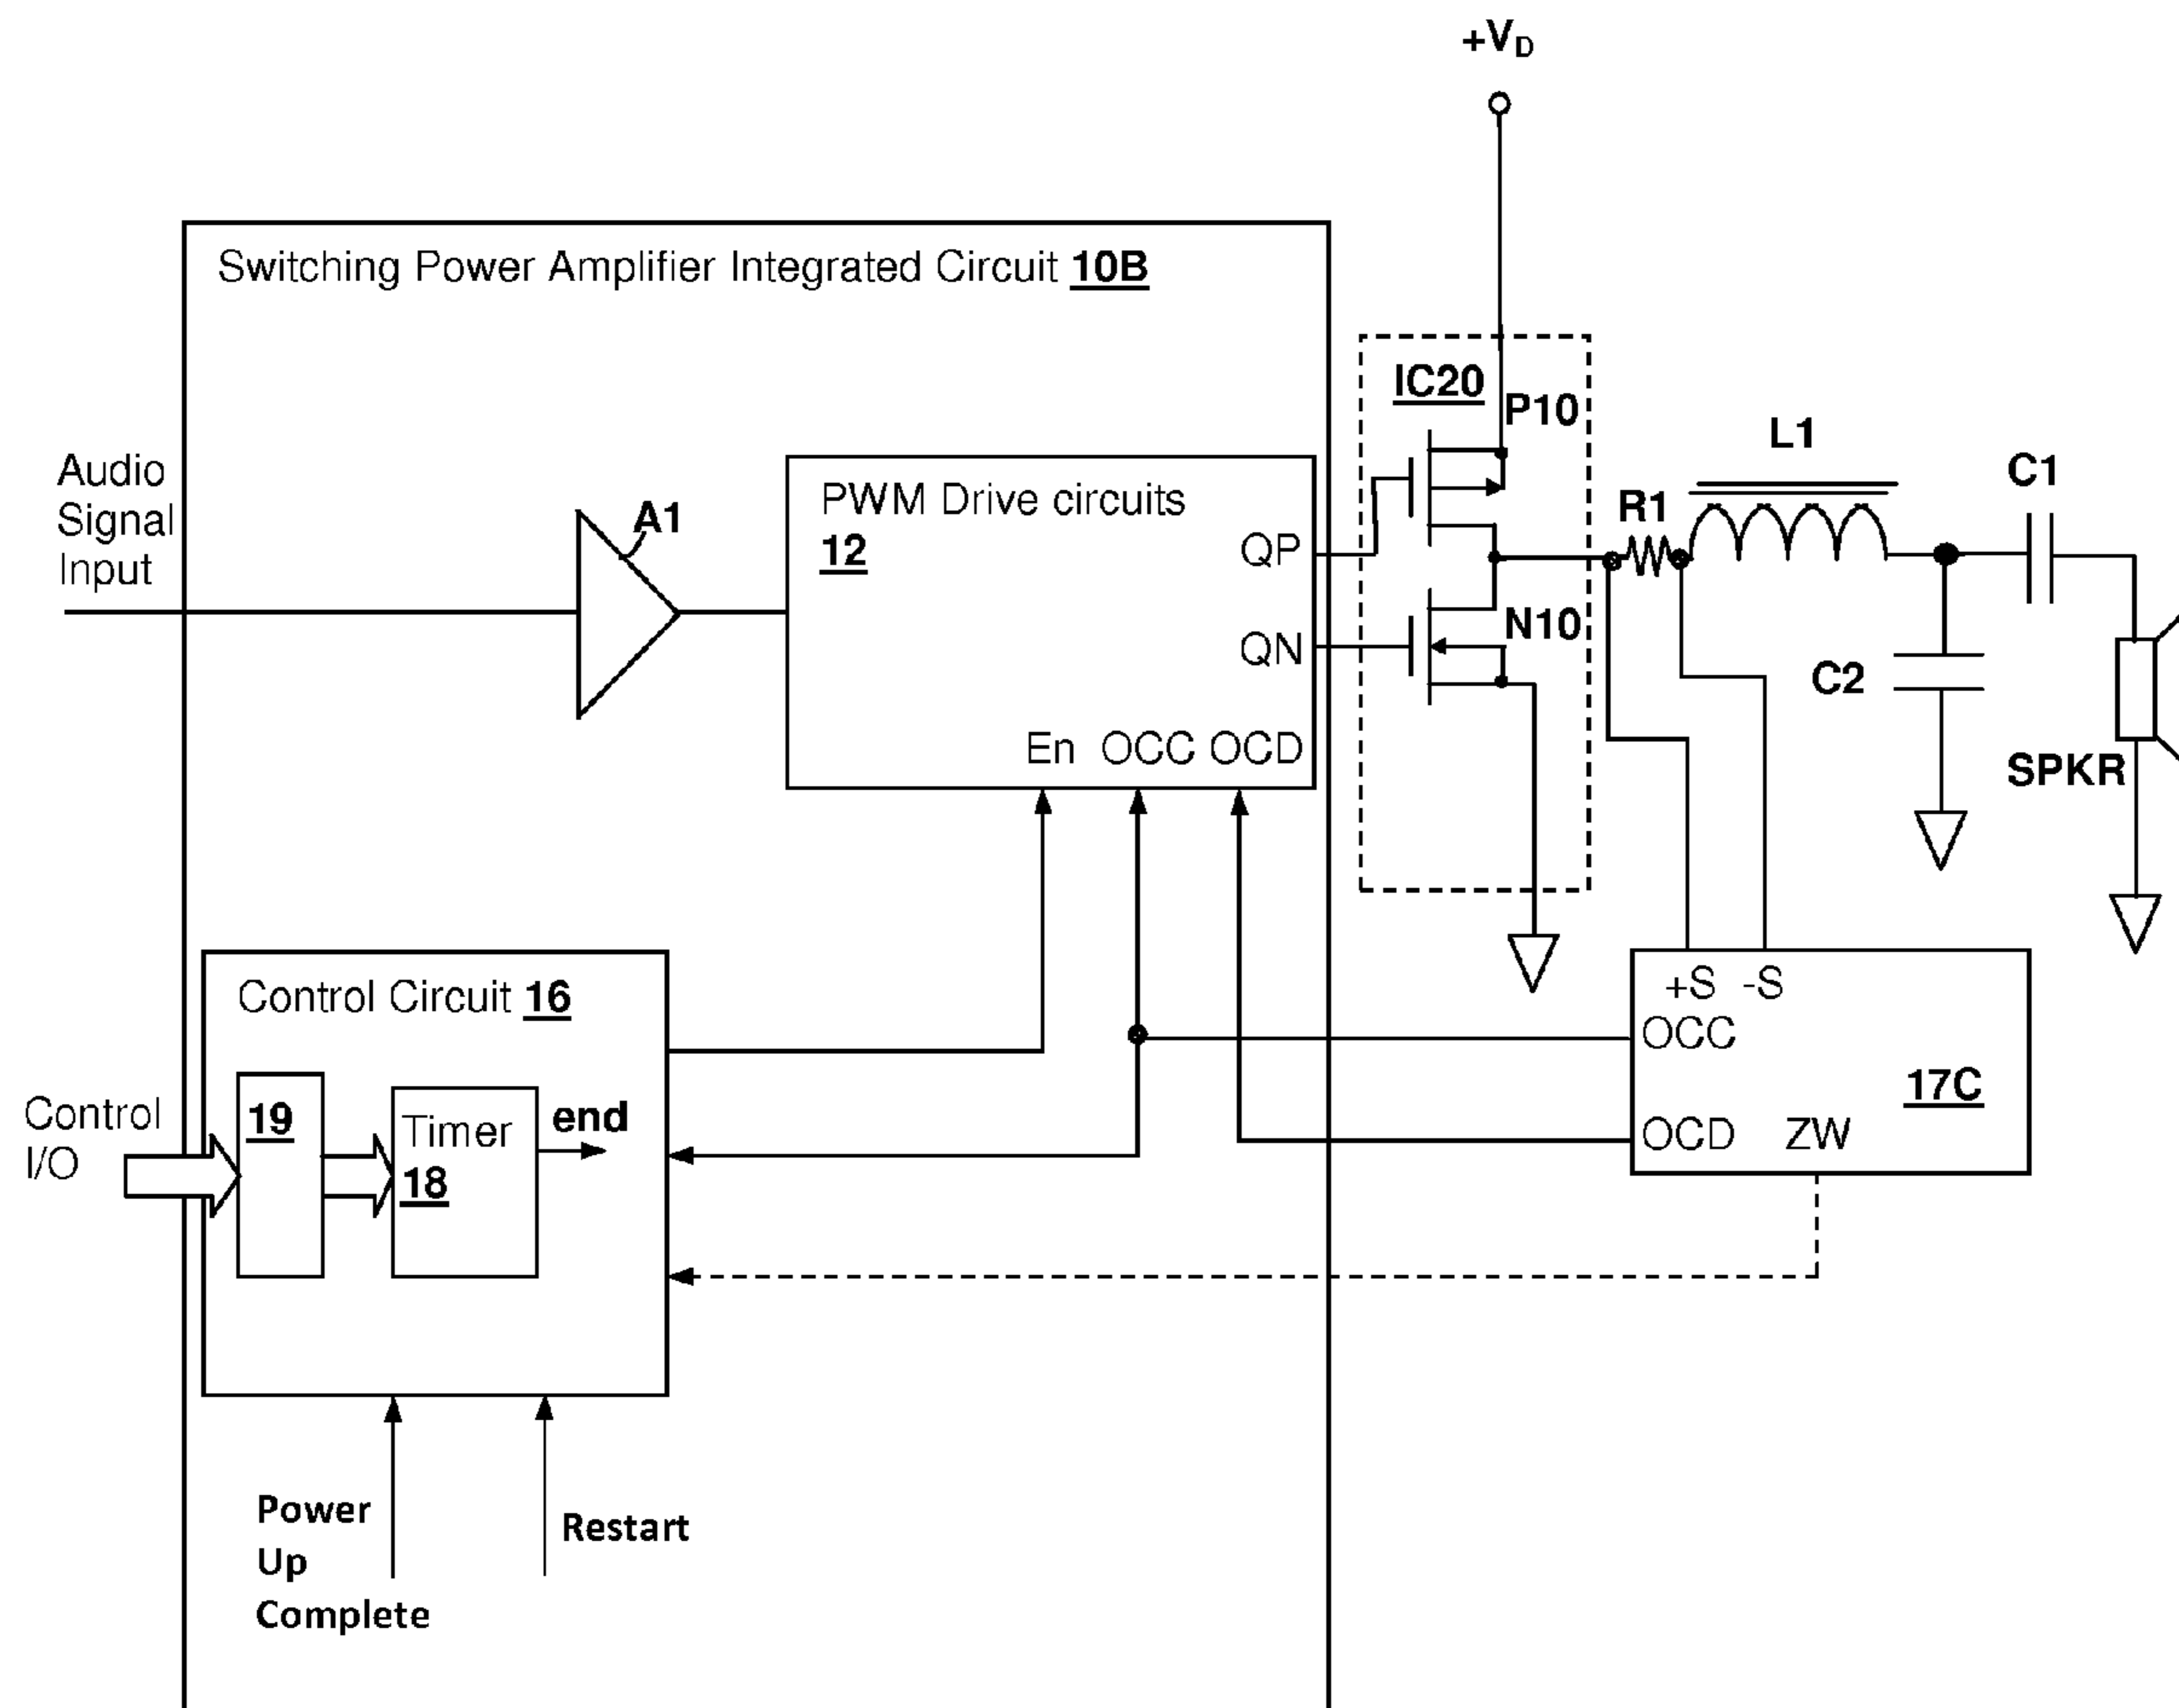 +VD
Switching Power Amplifier Integrated Circuit 10B
IC20
P10
L1
C1
Audio
Signal
Input
A1
PWM Drive circuits
12
QP
QN
En OCC OCD
R1
N10
C2
SPKR
Control Circuit 16
+S -S
OCC
17C
OCD ZW
Control
I/O
19
Timer
18
end
Power
Up
Complete
Restart